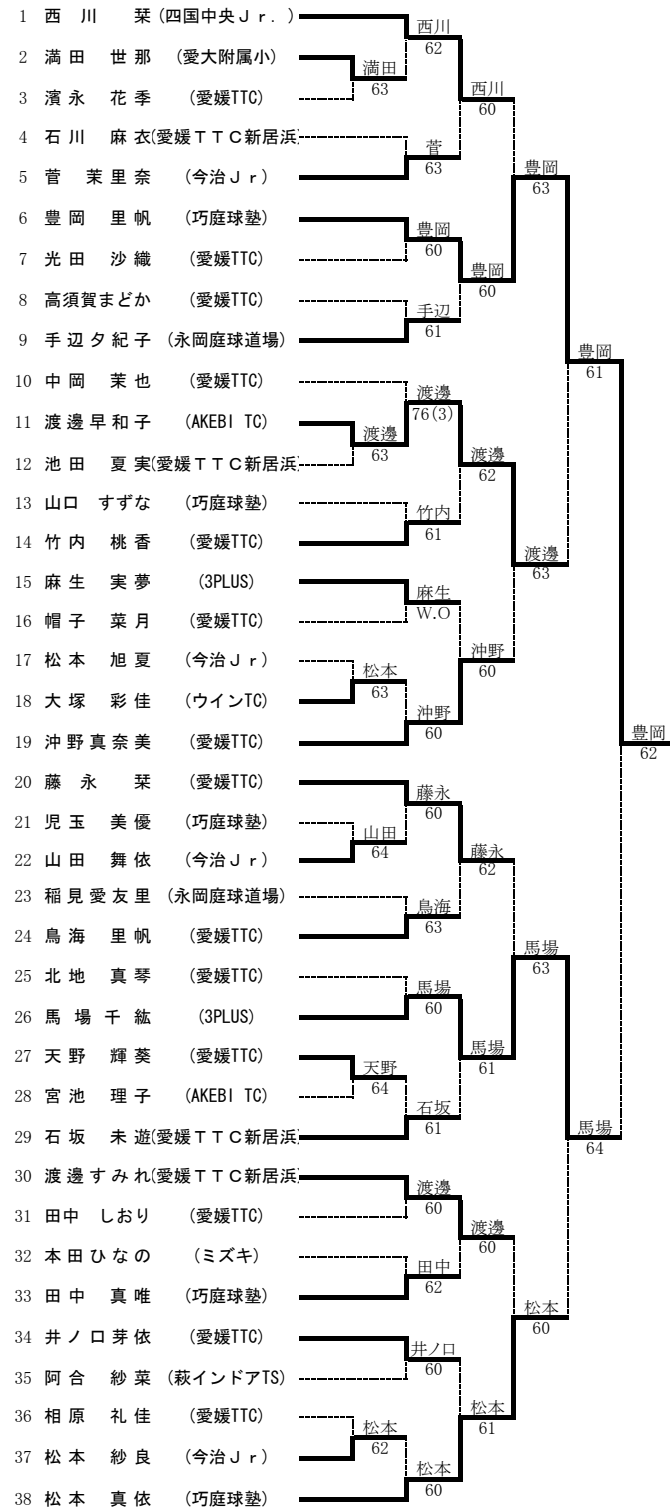 1 西川 栞 (四国中央Ｊｒ.)
2 満田 世那 (愛大附属小)
3 濱永 花季 (愛媛TTC)
4 石川 麻衣(愛媛ＴＴＣ新居浜)
5 菅 茉里奈 (今治Ｊｒ)
6 豊岡 里帆 (巧庭球塾)
7 光田 沙織 (愛媛TTC)
8 高須賀まどか (愛媛TTC)
9 手辺夕紀子 (永岡庭球道場)
10 中岡 茉也 (愛媛TTC)
11 渡邊早和子 (AKEBI TC)
12 池田 夏実(愛媛ＴＴＣ新居浜)
13 山口 すずな (巧庭球塾)
14 竹内 桃香 (愛媛TTC)
15 麻生 実夢 (3PLUS)
16 帽子 菜月 (愛媛TTC)
17 松本 旭夏 (今治Ｊｒ)
18 大塚 彩佳 (ウインTC)
19 沖野真奈美 (愛媛TTC)
20 藤永 栞 (愛媛TTC)
21 児玉 美優 (巧庭球塾)
22 山田 舞依 (今治Ｊｒ)
23 稲見愛友里 (永岡庭球道場)
24 鳥海 里帆 (愛媛TTC)
25 北地 真琴 (愛媛TTC)
26 馬場千紘 (3PLUS)
27 天野 輝葵 (愛媛TTC)
28 宮池 理子 (AKEBI TC)
29 石坂 未遊(愛媛ＴＴＣ新居浜)
30 渡邊すみれ(愛媛ＴＴＣ新居浜)
31 田中 しおり (愛媛TTC)
32 本田ひなの (ミズキ)
33 田中 真唯 (巧庭球塾)
34 井ノ口芽依 (愛媛TTC)
35 阿合 紗菜 (萩インドアTS)
36 相原 礼佳 (愛媛TTC)
37 松本 紗良 (今治Ｊｒ)
38 松本 真依 (巧庭球塾)
満田
63
渡邊
63
松本
63
山田
64
天野
64
松本
62
西川
62
菅
63
豊岡
60
手辺
61
渡邊
76(3)
竹内
61
麻生
W.O
沖野
60
藤永
60
鳥海
63
馬場
60
石坂
61
渡邊
60
田中
62
井ノ口
60
松本
60
西川
60
豊岡
60
渡邊
62
沖野
60
藤永
62
馬場
61
渡邊
60
松本
61
豊岡
63
渡邊
63
馬場
63
松本
60
豊岡
61
馬場
64
豊岡
62